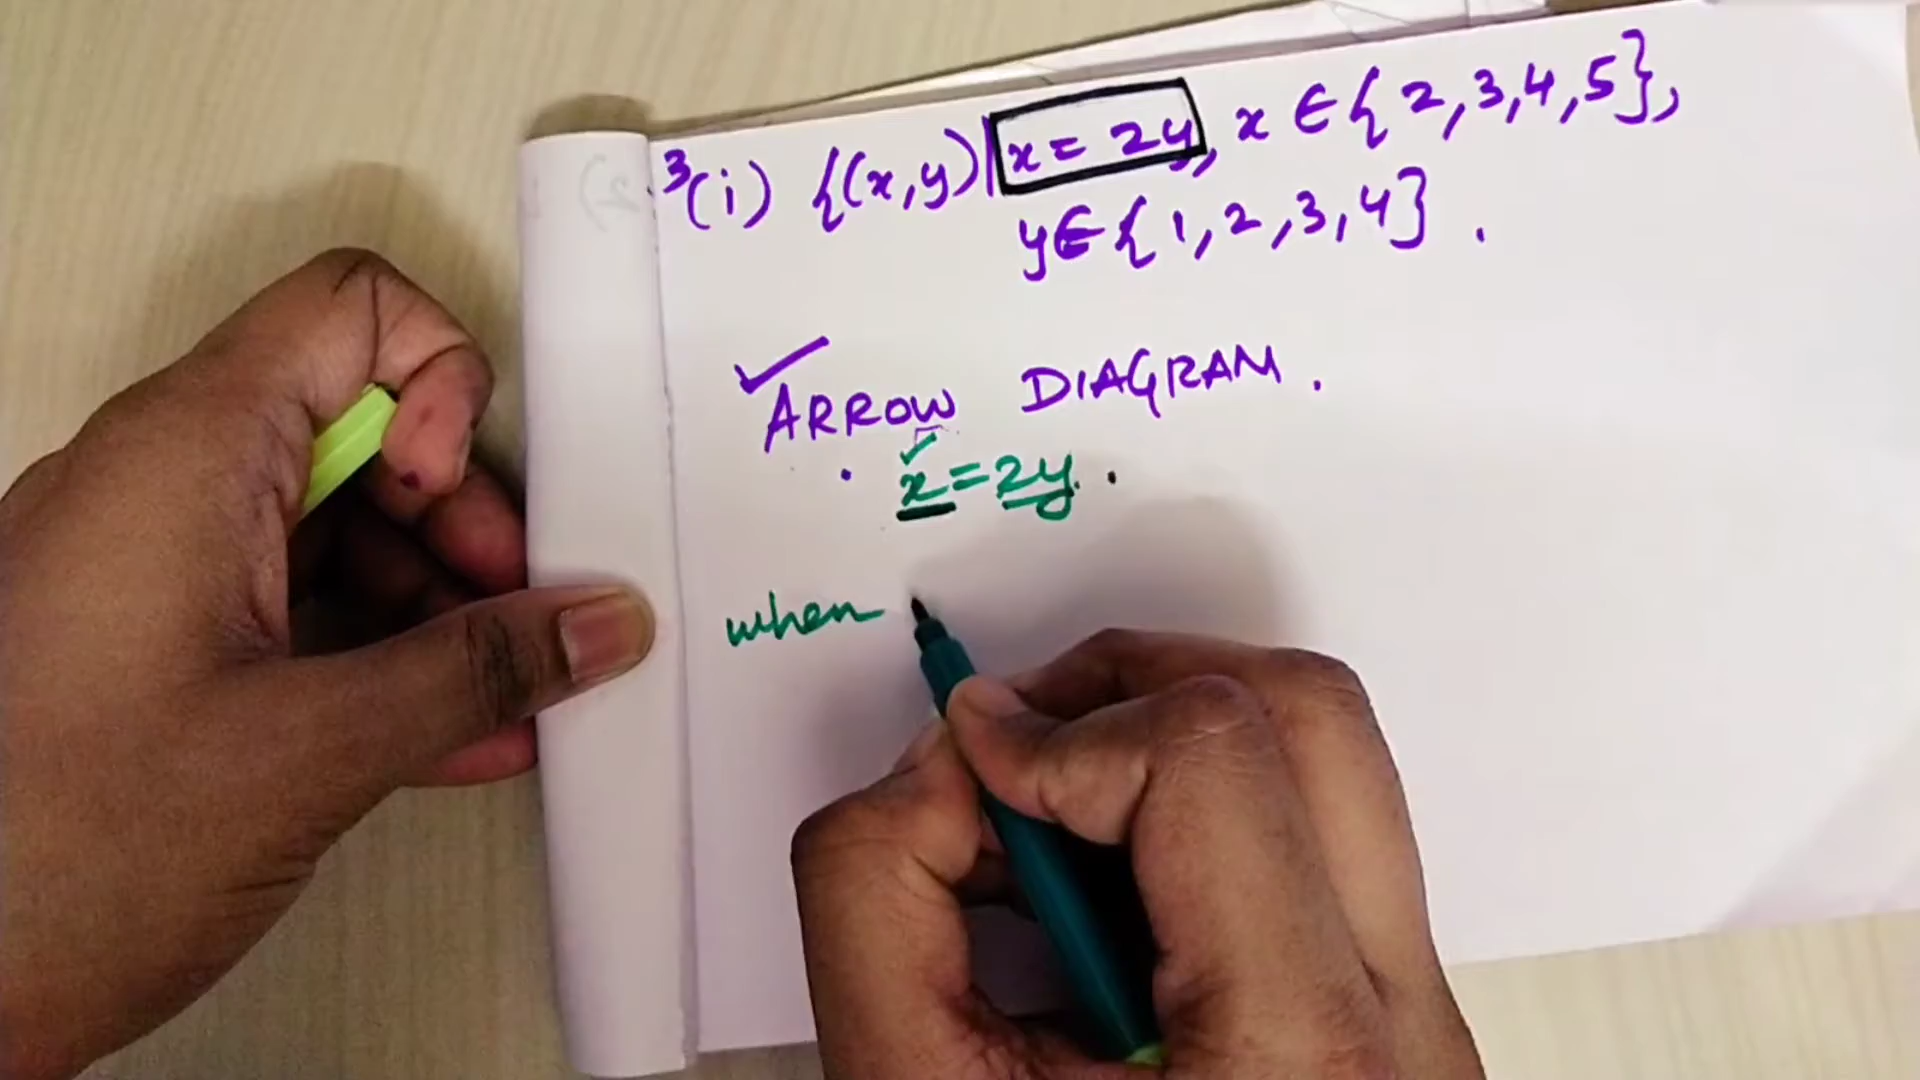 3(i) {(x,y)|x = 2y, x ∈ {2,3,4,5},
y ∈ {1,2,3,4}.
ARROW DIAGRAM.
x = 2y.
when